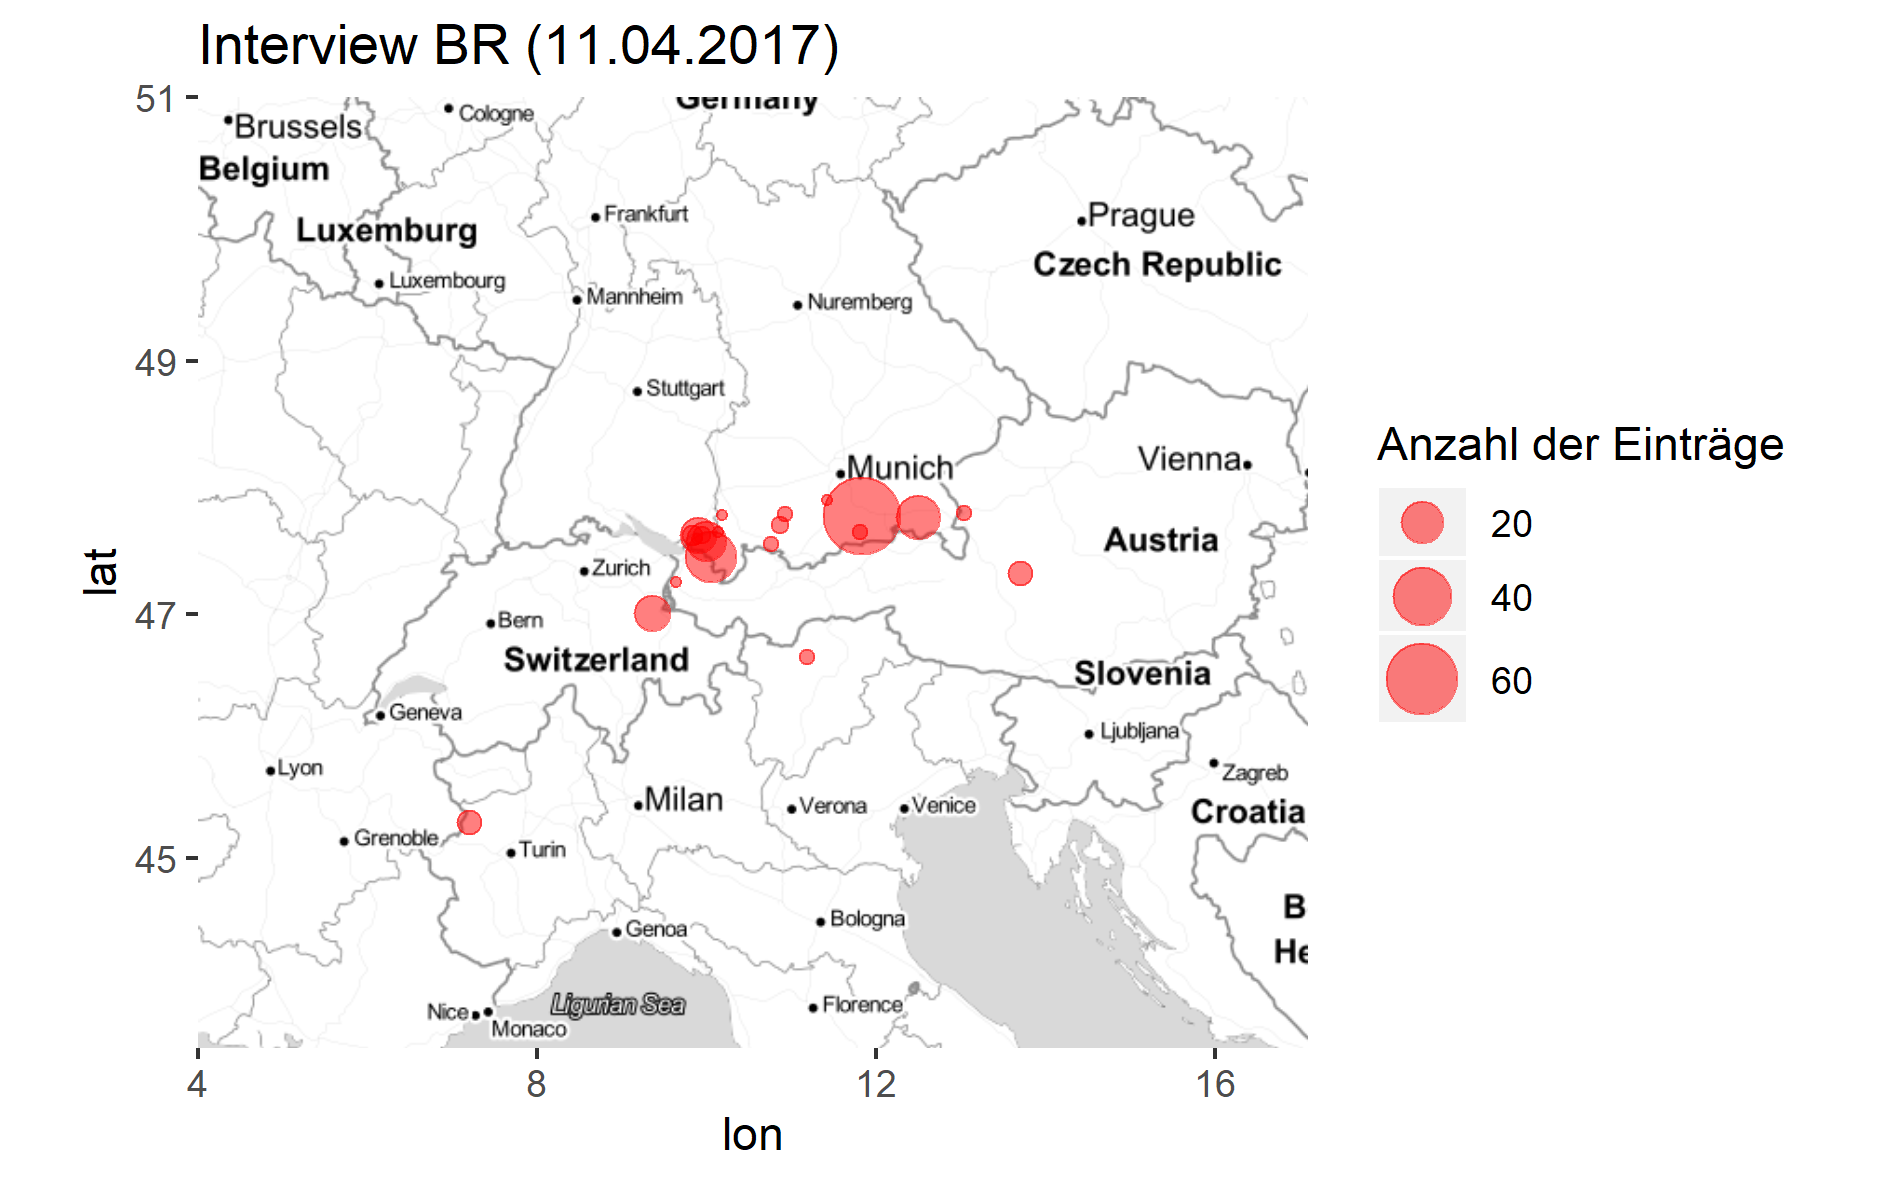 Interview BR (11.04.2017)
51
49
47
45
lat
4
8
12
16
lon
Germany
Cologne
Brussels
Belgium
Frankfurt
Prague
Luxemburg
Czech Republic
Luxembourg
Mannheim
Nuremberg
Stuttgart
Munich
Vienna
Austria
Zurich
Bern
Switzerland
Slovenia
Geneva
Ljubljana
Lyon
Zagreb
Milan
Verona
Venice
Croatia
Grenoble
Turin
B
Bologna
Genoa
He
Ligurian Sea
Florence
Nice
Monaco
Anzahl der Einträge
20
40
60